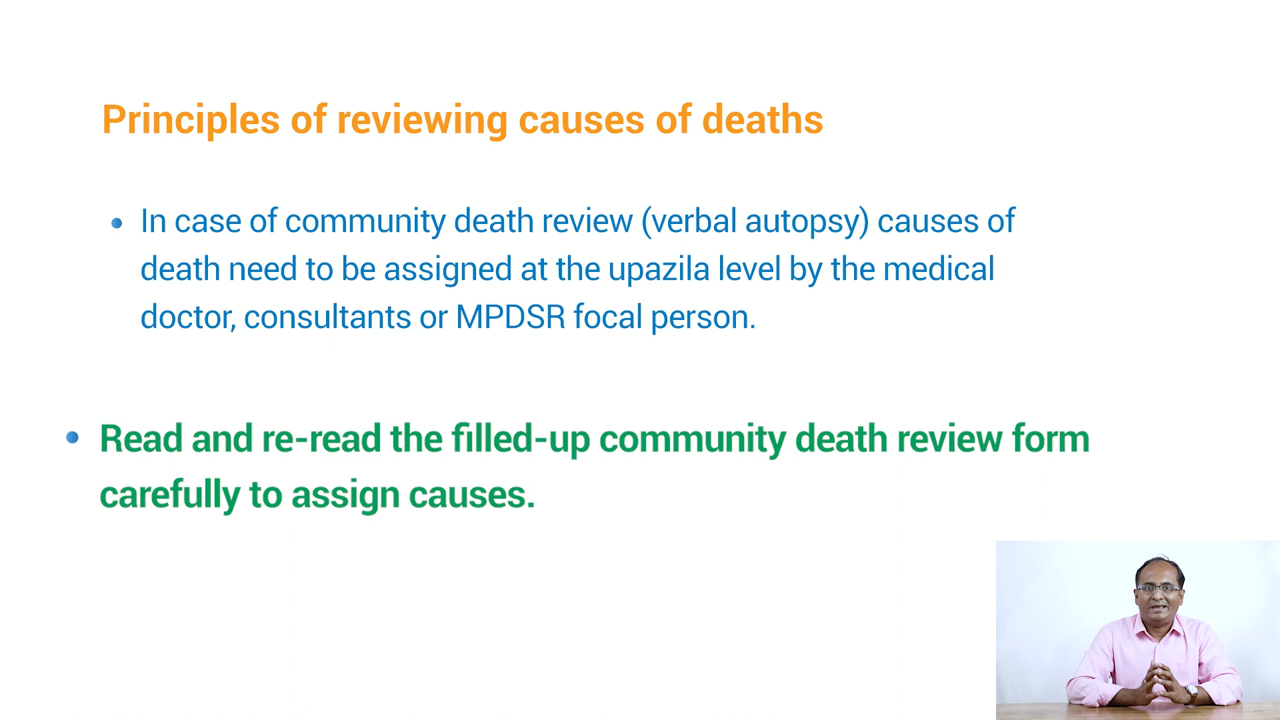 Principles of reviewing causes of deaths
• In case of community death review (verbal autopsy) causes of
death need to be assigned at the upazila level by the medical
doctor, consultants or MPDSR focal person.
• Read and re-read the filled-up community death review form
carefully to assign causes.